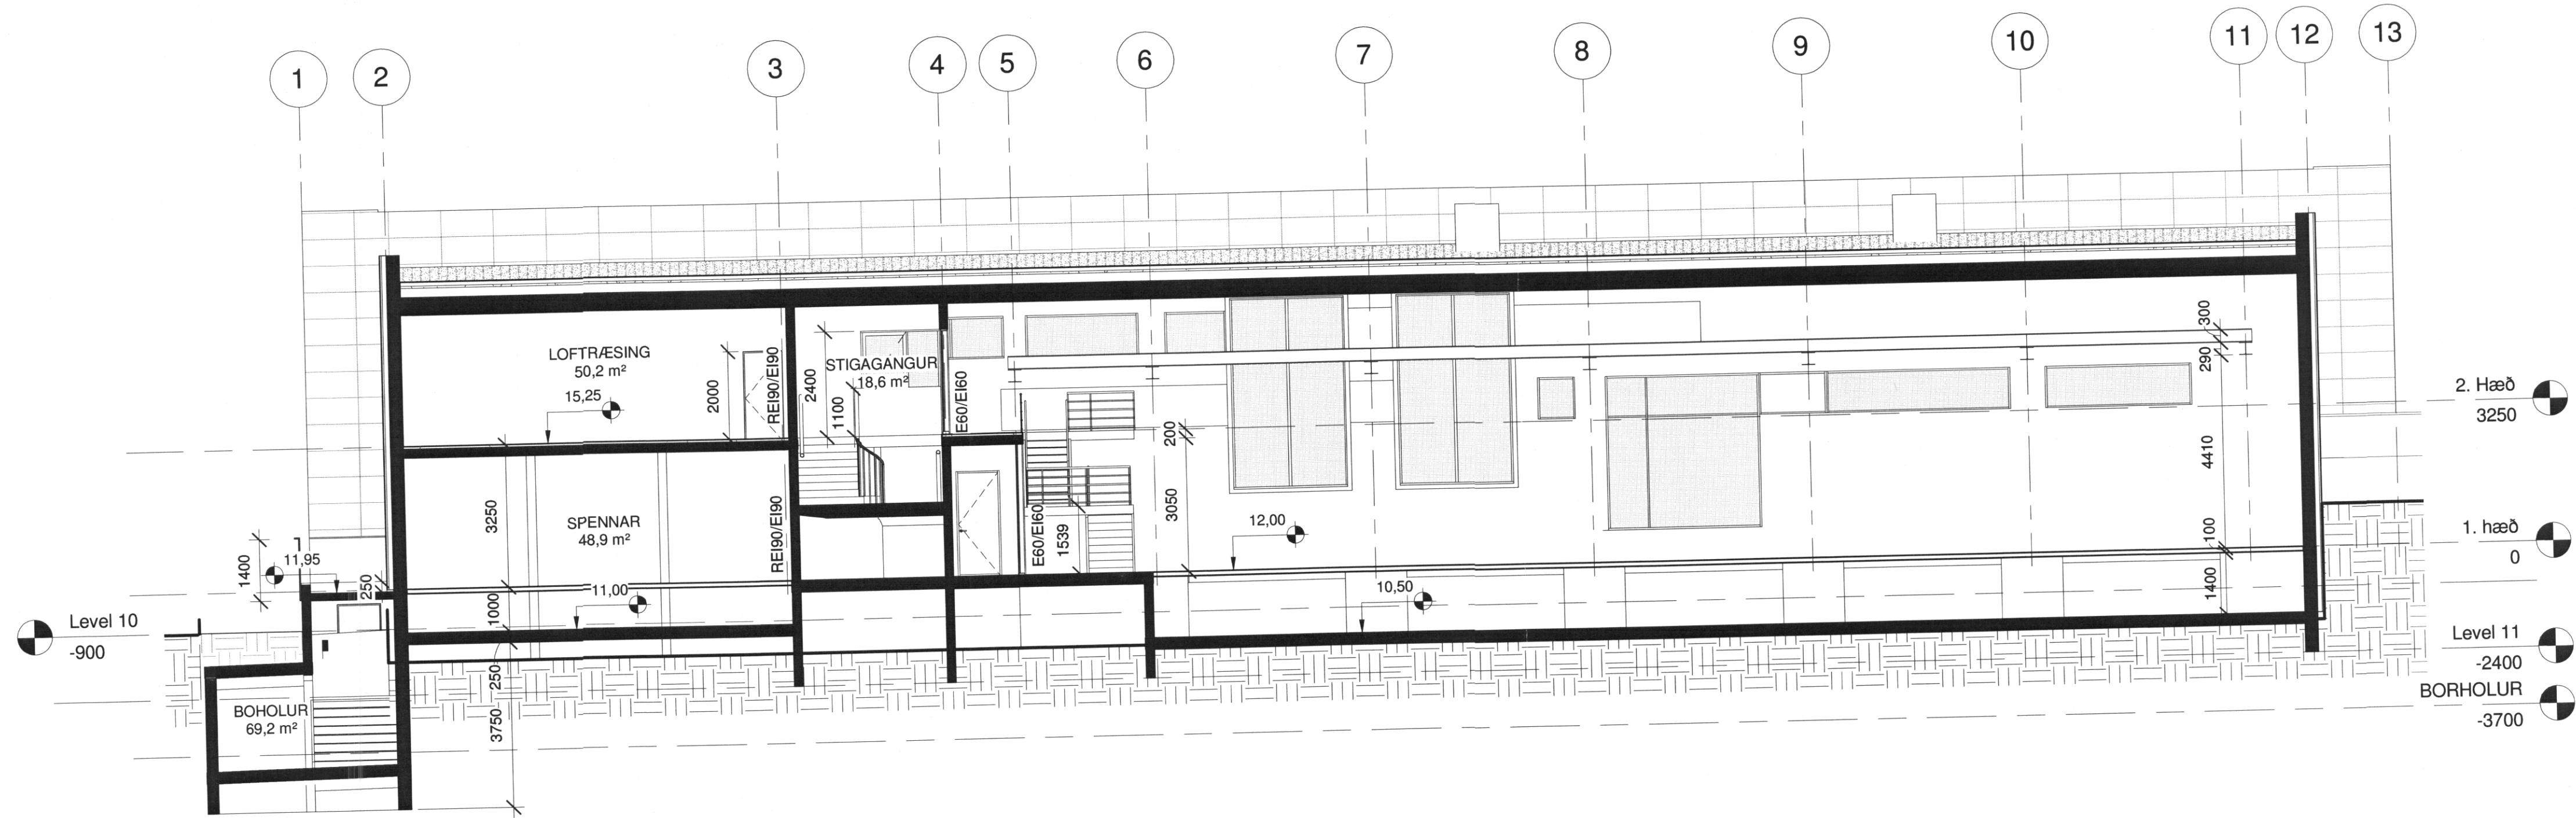 1
2
3
4
5
6
7
8
9
10
11
12
13
LOFTRÆSING
50,2 m²
15,25
2000
REI90/EI90
2400
1100
STIGAGANGUR
18,6 m²
E60/EI60
300
290
4410
100
1400
2. Hæð
3250
200
3050
3250
SPENNAR
48,9 m²
REI90/EI90
E60/EI60
1539
12,00
1. hæð
0
1400
11,95
250
1000
11,00
10,50
Level 10
-900
Level 11
-2400
250
3750
BOHOLUR
69,2 m²
BORHOLUR
-3700